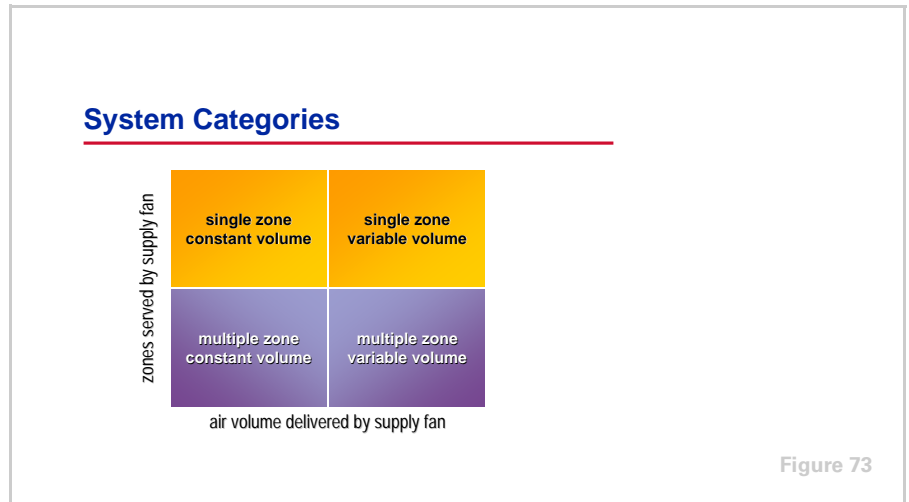 System Categories
zones served by supply fan
single zone
constant volume
single zone
variable volume
multiple zone
constant volume
multiple zone
variable volume
air volume delivered by supply fan
Figure 73